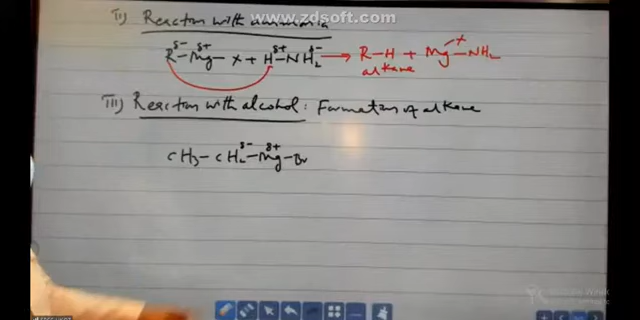 www.zdsoft.com
II) Reaction with ammonia
δ- δ+ δ+ δ-
R-Mg-X + H-NH2 → R-H + Mg-NH2
X
alkane
III) Reaction with alcohol: Formation of alkane
δ- δ+
CH3-CH2-Mg-Br